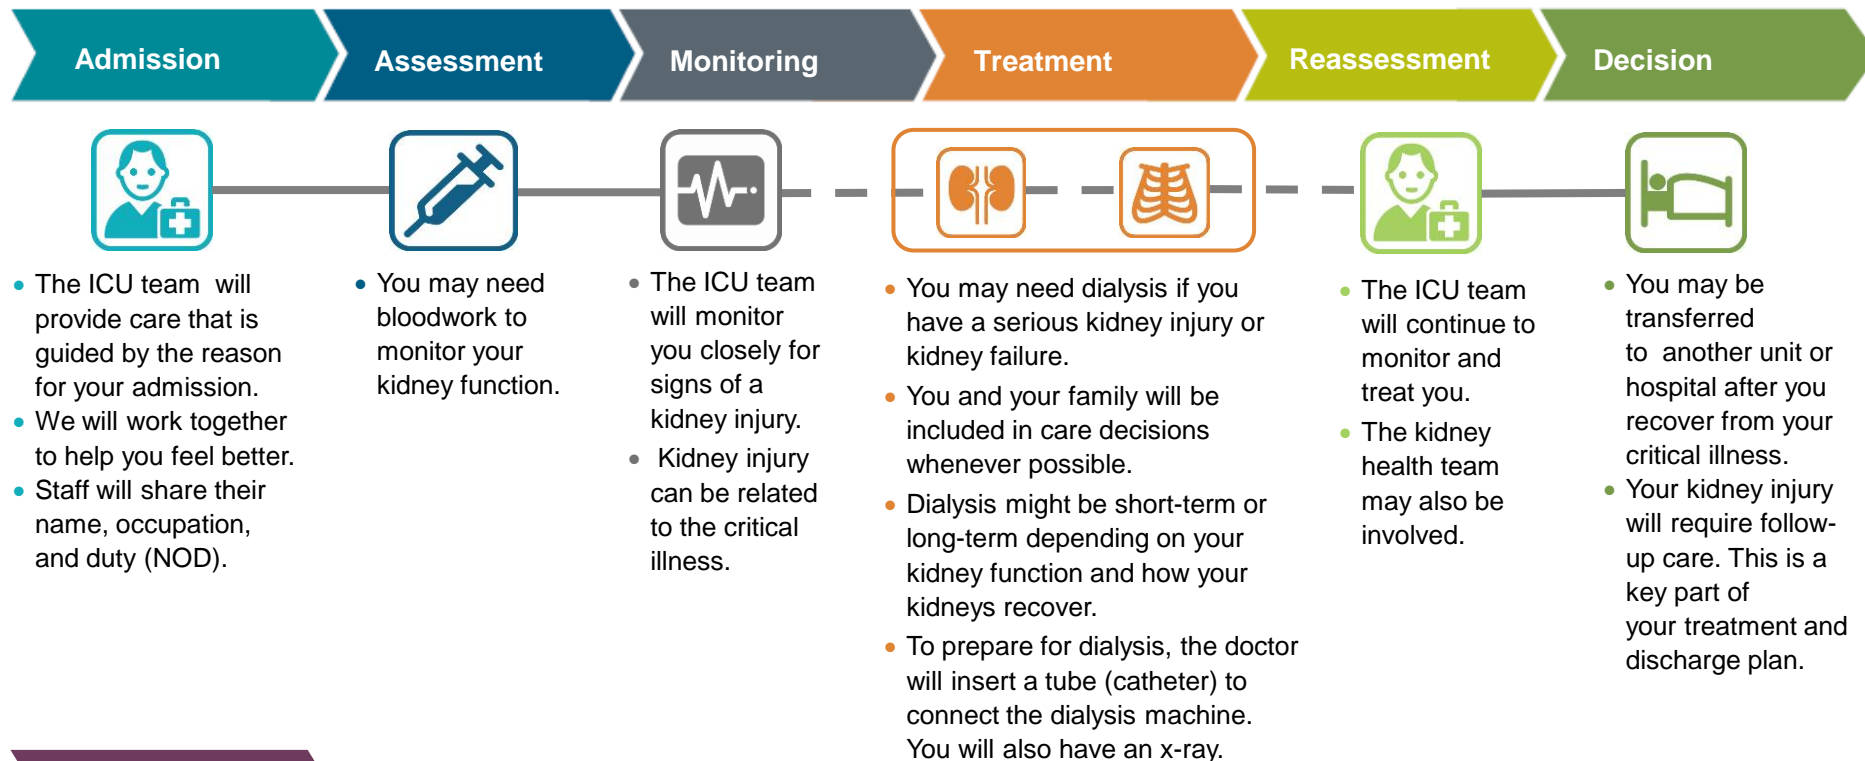 Admission
Assessment
Monitoring
Treatment
Reassessment
Decision
• The ICU team will
provide care that is
guided by the reason
for your admission.
• We will work together
to help you feel better.
• Staff will share their
name, occupation,
and duty (NOD).
• You may need
bloodwork to
monitor your
kidney function.
• The ICU team
will monitor
you closely for
signs of a
kidney injury.
• Kidney injury
can be related
to the critical
illness.
• You may need dialysis if you
have a serious kidney injury or
kidney failure.
• You and your family will be
included in care decisions
whenever possible.
• Dialysis might be short-term or
long-term depending on your
kidney function and how your
kidneys recover.
• To prepare for dialysis, the doctor
will insert a tube (catheter) to
connect the dialysis machine.
You will also have an x-ray.
• The ICU team
will continue to
monitor and
treat you.
• The kidney
health team
may also be
involved.
• You may be
transferred
to another unit or
hospital after you
recover from your
critical illness.
• Your kidney injury
will require follow-
up care. This is a
key part of
your treatment and
discharge plan.